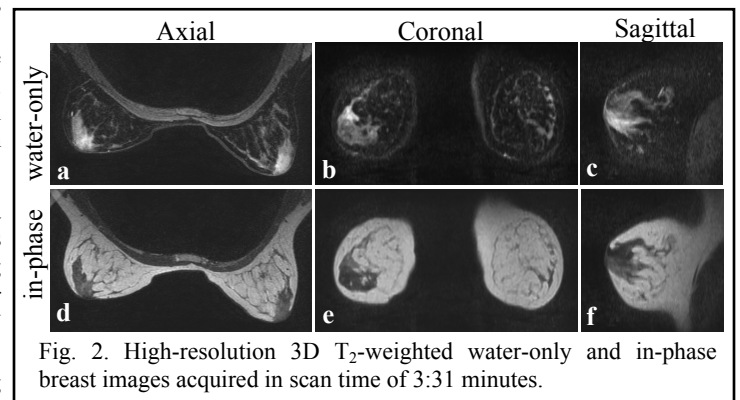 Axial Coronal Sagittal
water-only
a b c
in-phase
d e f
Fig. 2. High-resolution 3D T₂-weighted water-only and in-phase
breast images acquired in scan time of 3:31 minutes.